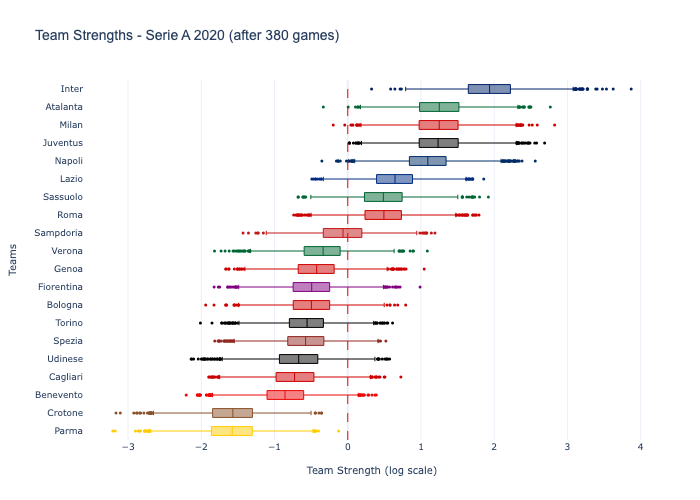 Team Strengths - Serie A 2020 (after 380 games)
Teams
Inter
Atalanta
Milan
Juventus
Napoli
Lazio
Sassuolo
Roma
Sampdoria
Verona
Genoa
Fiorentina
Bologna
Torino
Spezia
Udinese
Cagliari
Benevento
Crotone
Parma
−3 −2 −1 0 1 2 3 4
Team Strength (log scale)